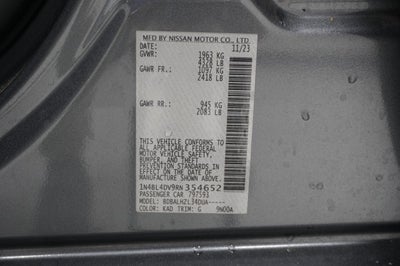 MFD BY NISSAN MOTOR CO., LTD.
DATE: 11/23
GVWR: 1963 KG
4328 LB
GAWR FR.: 1097 KG
2418 LB
GAWR RR.: 945 KG
2083 LB
THIS VEHICLE CONFORMS TO ALL
APPLICABLE FEDERAL MOTOR
VEHICLE SAFETY,
BUMPER, AND THEFT PREVENTION
STANDARDS IN EFFECT ON THE
DATE OF
MANUFACTURE SHOWN ABOVE.
1N4BL4DV9RN354652
PASSENGER CAR 797593
MODEL: BDBALHZL34DUA-----
COLOR: KAD TRIM: G 9N00A